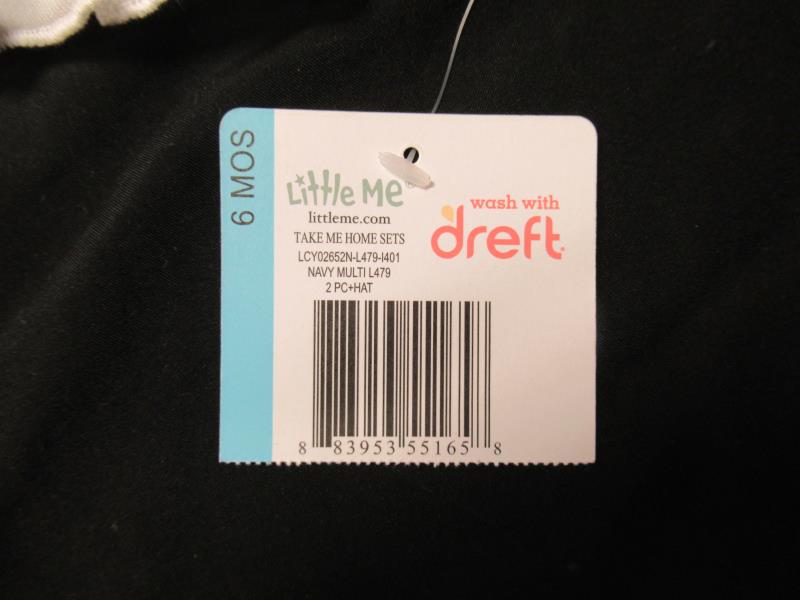 6 MOS
Little Me
littleme.com
TAKE ME HOME SETS
LCY02652N-L479-I401
NAVY MULTI L479
2 PC+HAT
wash with
dreft
8 83953 55165 8